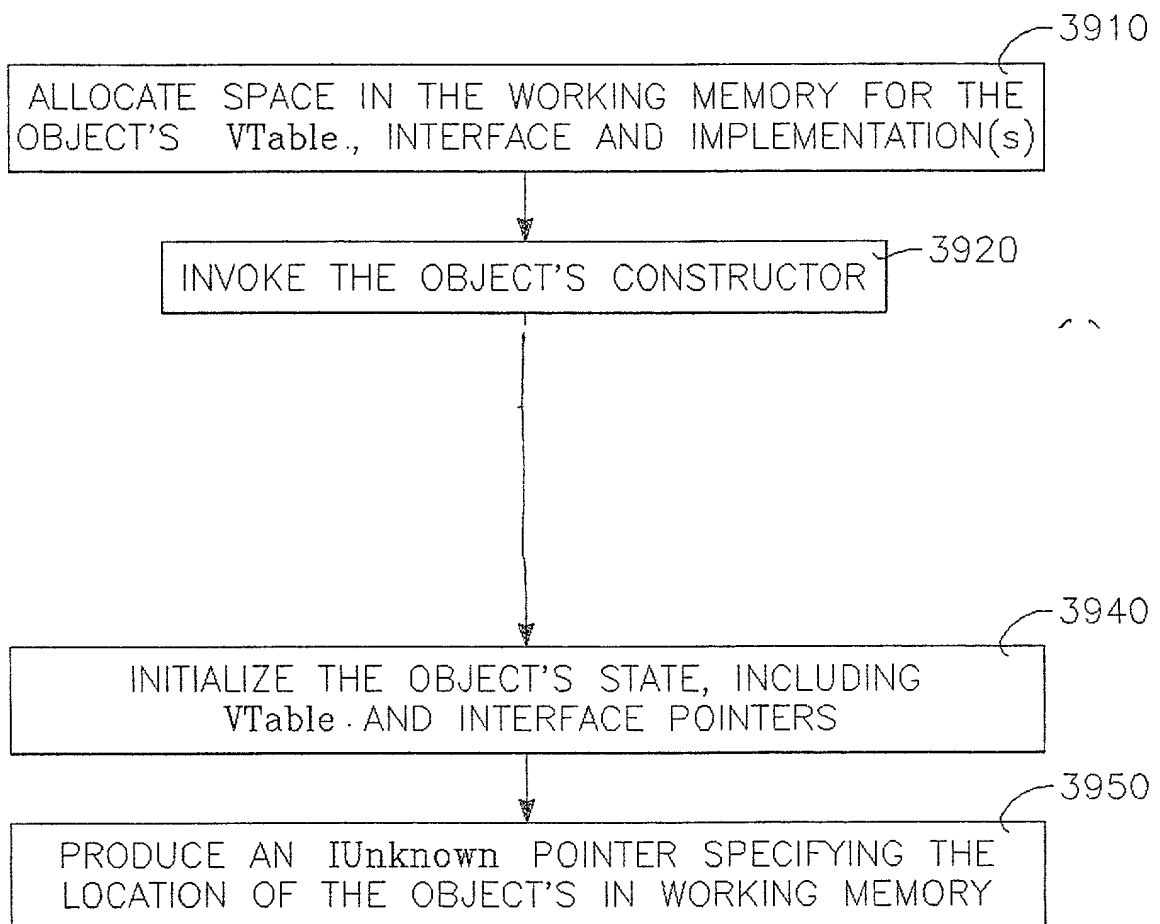 3910
ALLOCATE SPACE IN THE WORKING MEMORY FOR THE
OBJECT'S VTable., INTERFACE AND IMPLEMENTATION(s)
3920
INVOKE THE OBJECT'S CONSTRUCTOR
3940
INITIALIZE THE OBJECT'S STATE, INCLUDING
VTable . AND INTERFACE POINTERS
3950
PRODUCE AN IUnknown POINTER SPECIFYING THE
LOCATION OF THE OBJECT'S IN WORKING MEMORY